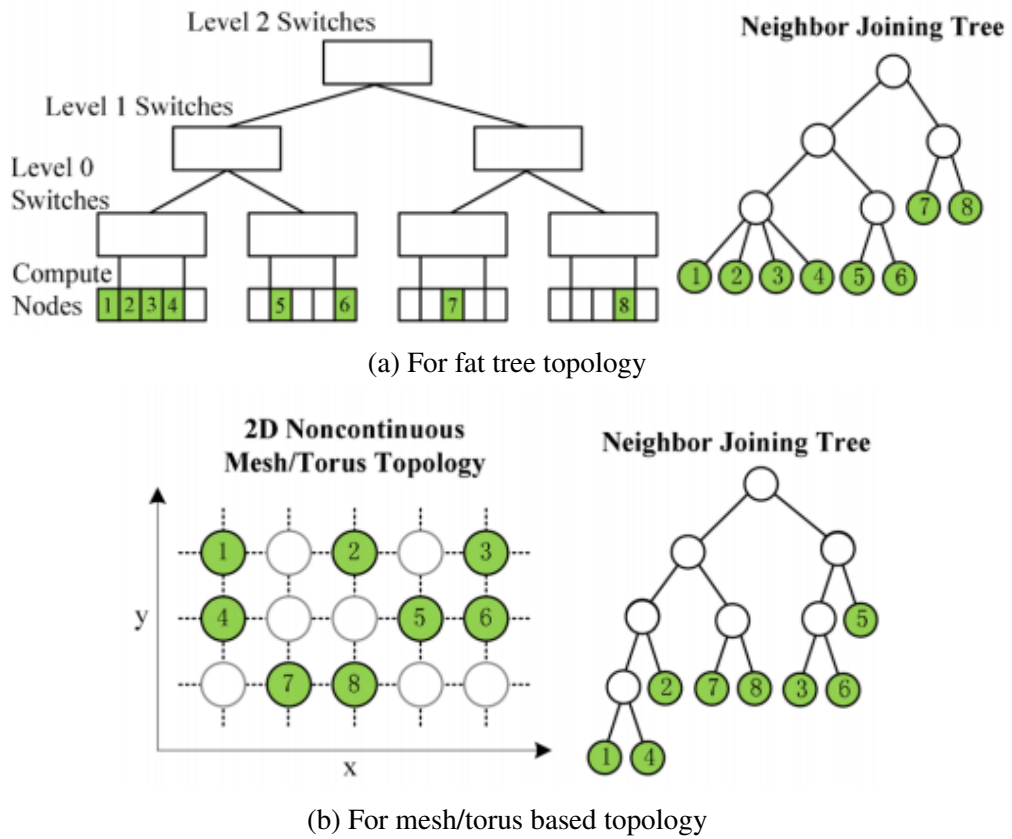 Level 2 Switches
Neighbor Joining Tree
Level 1 Switches
Level 0
Switches
7 8
Compute
Nodes
1 2 3 4 5 6 7 8
1 2 3 4 5 6
(a) For fat tree topology
2D Noncontinuous
Mesh/Torus Topology
Neighbor Joining Tree
1 2 3
y
4 5 6
7 8
x
5
2 7 8 3 6
1 4
(b) For mesh/torus based topology